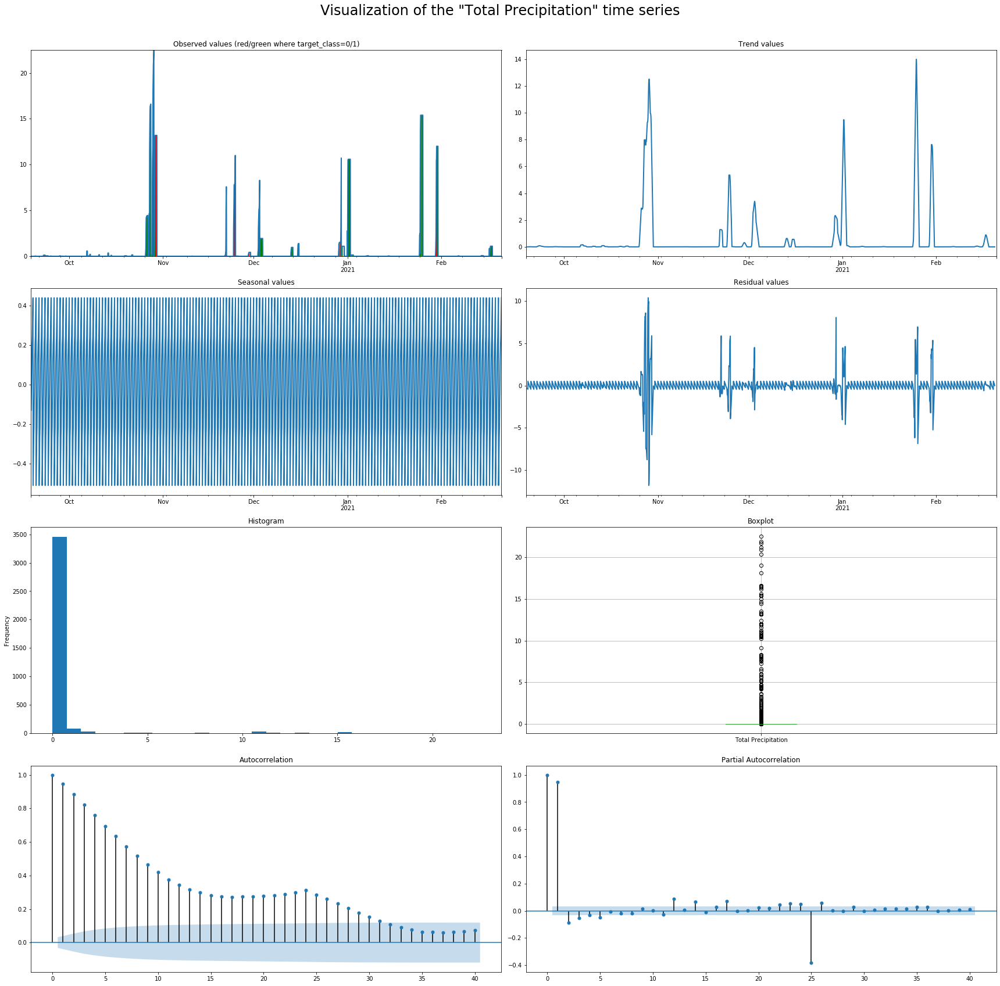 Visualization of the "Total Precipitation" time series
Observed values (red/green where target_class=0/1)
20
15
10
5
0
Oct
Nov
Dec
Jan
2021
Feb
Trend values
14
12
10
8
6
4
2
0
Oct
Nov
Dec
Jan
2021
Feb
Seasonal values
0.4
0.2
0.0
−0.2
−0.4
Oct
Nov
Dec
Jan
2021
Feb
Residual values
10
5
0
−5
−10
Oct
Nov
Dec
Jan
2021
Feb
Histogram
Frequency
3500
3000
2500
2000
1500
1000
500
0
0
5
10
15
20
Boxplot
20
15
10
5
0
Total Precipitation
Autocorrelation
1.0
0.8
0.6
0.4
0.2
0.0
0
5
10
15
20
25
30
35
40
Partial Autocorrelation
1.0
0.8
0.6
0.4
0.2
0.0
−0.2
−0.4
0
5
10
15
20
25
30
35
40